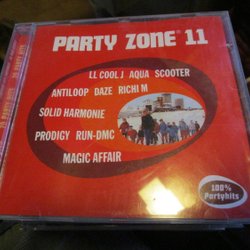 PARTY ZONE 11
LL COOL J AQUA SCOOTER
ANTILOOP DAZE RICHI M
SOLID HARMONIE
PRODIGY RUN-DMC
MAGIC AFFAIR
100%
Partyhits